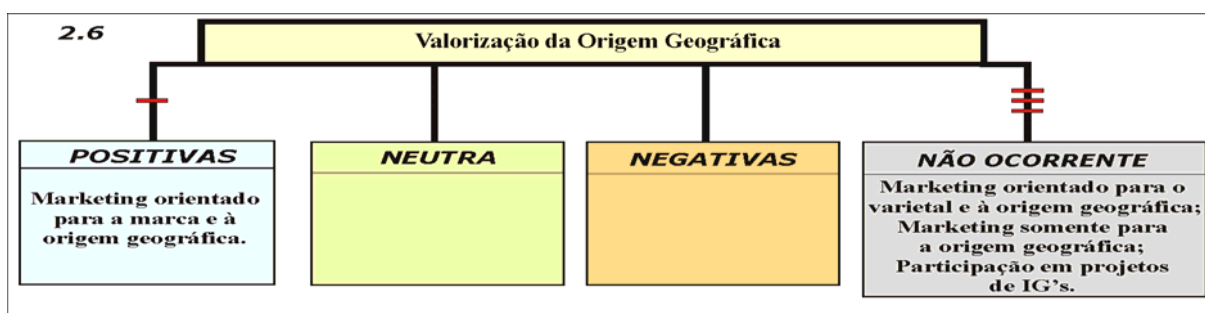 2.6
Valorização da Origem Geográfica
POSITIVAS
Marketing orientado
para a marca e à
origem geográfica.
NEUTRA
NEGATIVAS
NÃO OCORRENTE
Marketing orientado para o
varietal e à origem geográfica;
Marketing somente para
a origem geográfica;
Participação em projetos
de IG's.